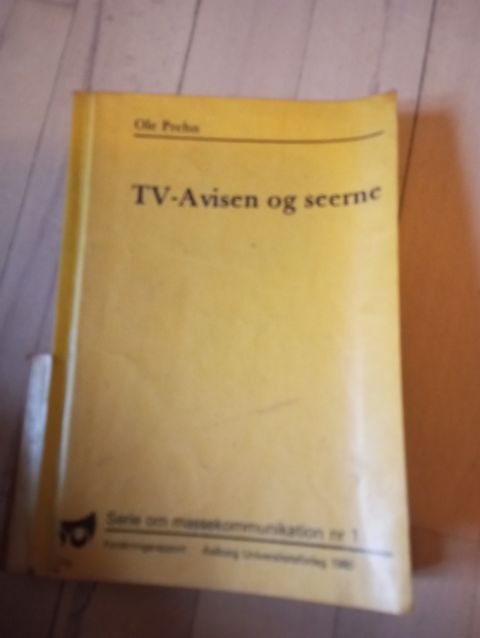 Ole Prehn
TV-Avisen og seerne
Serie om massekommunikation nr 1
Forskningsrapport Aalborg Universitetsforlag 1980